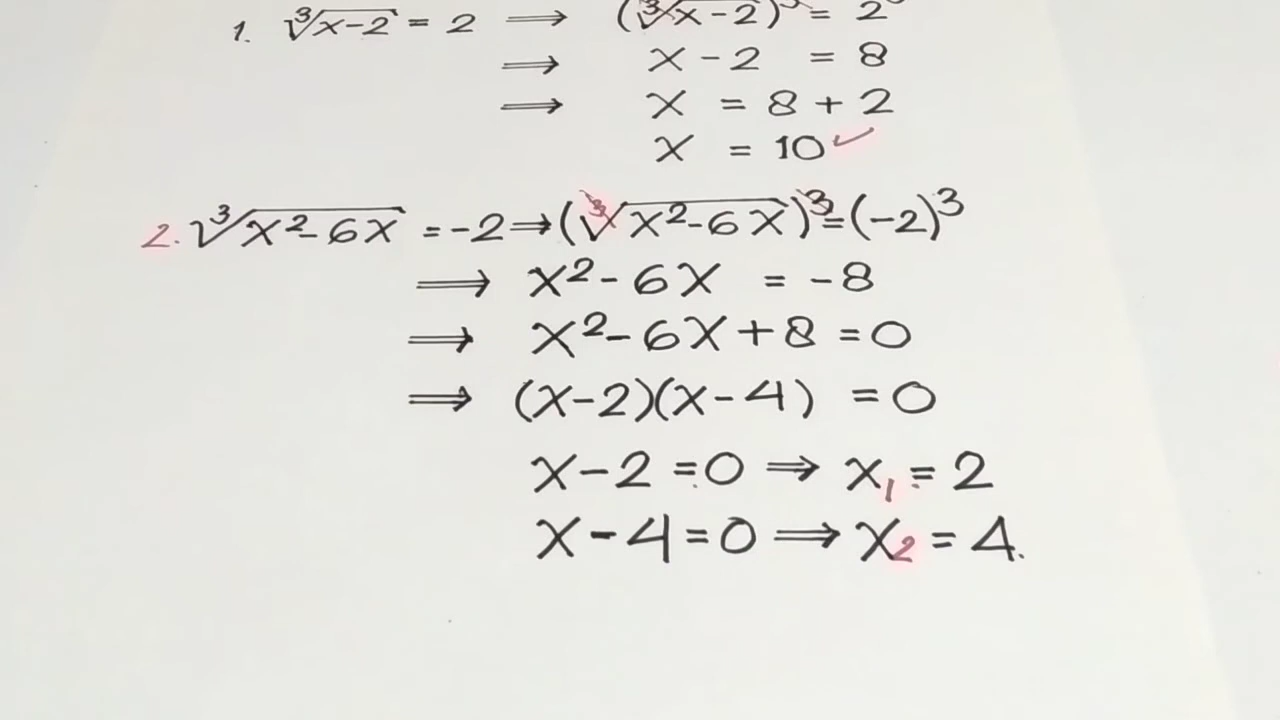 1. ∛(x-2) = 2 ⟹ (∛(x-2))³ = 2³
⟹ x - 2 = 8
⟹ x = 8 + 2
x = 10 ✓
2. ∛(x²-6x) = -2 ⟹ (∛(x²-6x))³ = (-2)³
⟹ x² - 6x = -8
⟹ x² - 6x + 8 = 0
⟹ (x-2)(x-4) = 0
x - 2 = 0 ⟹ x₁ = 2
x - 4 = 0 ⟹ x₂ = 4.